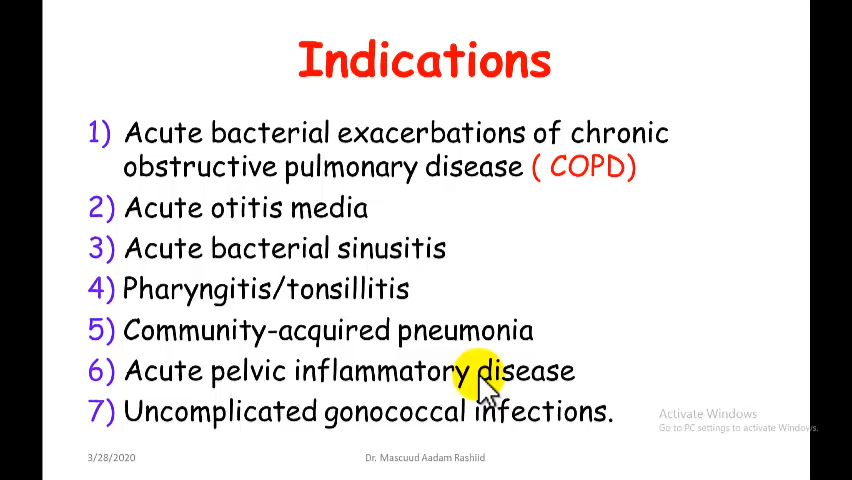 Indications
1) Acute bacterial exacerbations of chronic
obstructive pulmonary disease ( COPD)
2) Acute otitis media
3) Acute bacterial sinusitis
4) Pharyngitis/tonsillitis
5) Community-acquired pneumonia
6) Acute pelvic inflammatory disease
7) Uncomplicated gonococcal infections.
Activate Windows
Go to PC settings to activate Windows.
3/28/2020
Dr. Mascuud Aadam Rashiid